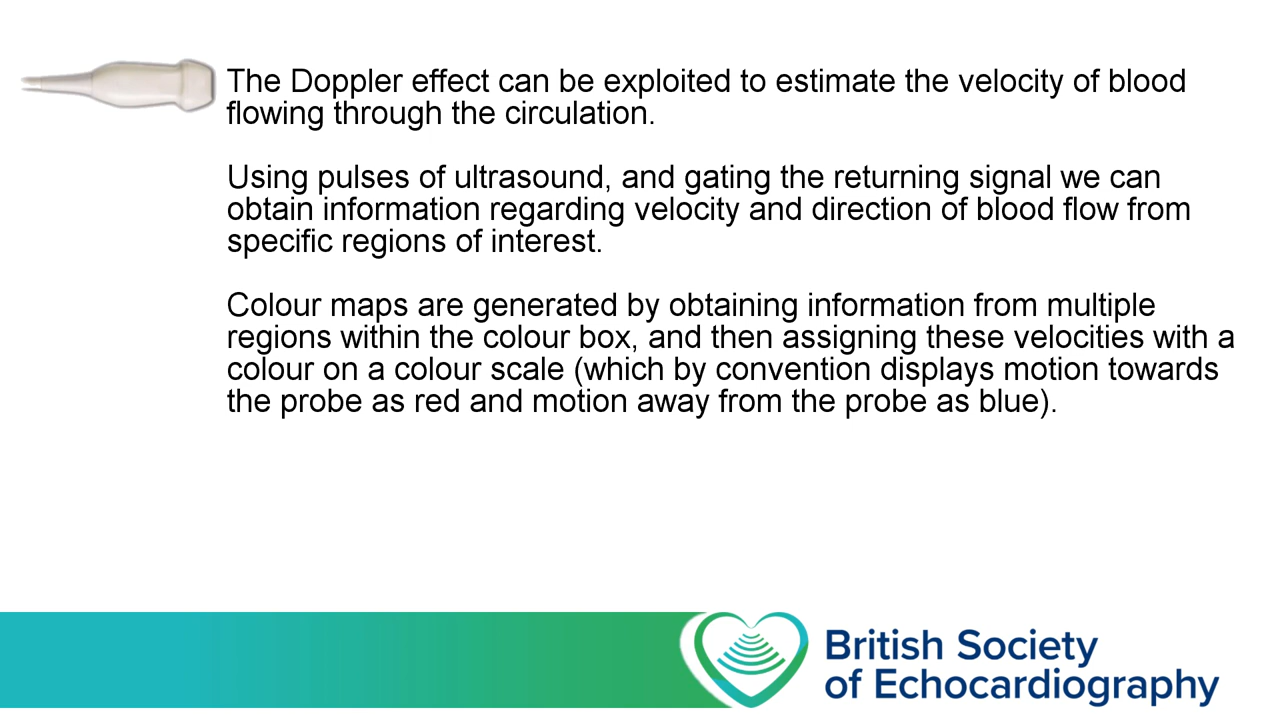 The Doppler effect can be exploited to estimate the velocity of blood
flowing through the circulation.
Using pulses of ultrasound, and gating the returning signal we can
obtain information regarding velocity and direction of blood flow from
specific regions of interest.
Colour maps are generated by obtaining information from multiple
regions within the colour box, and then assigning these velocities with a
colour on a colour scale (which by convention displays motion towards
the probe as red and motion away from the probe as blue).
British Society
of Echocardiography